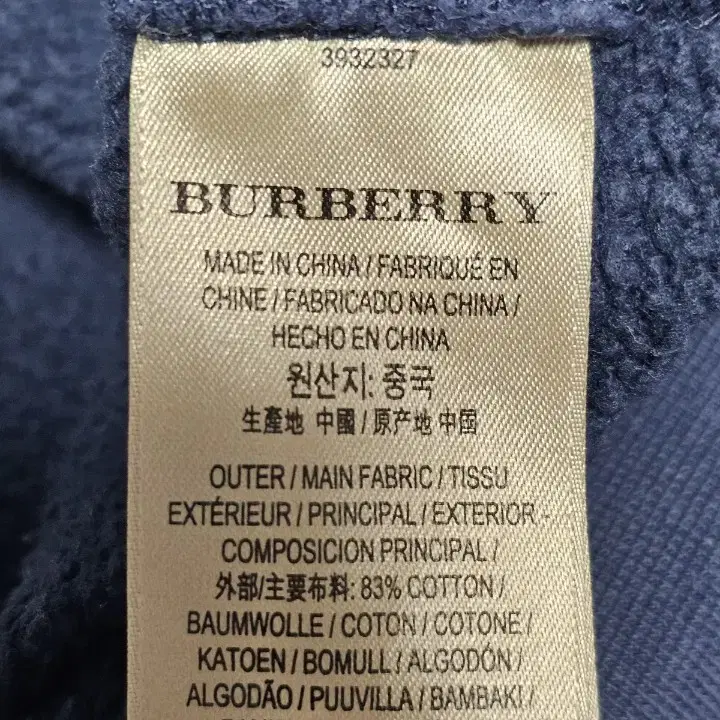 3932327
BURBERRY
MADE IN CHINA / FABRIQUÉ EN
CHINE / FABRICADO NA CHINA /
HECHO EN CHINA
원산지: 중국
生產地 中國 / 原产地 中国
OUTER / MAIN FABRIC / TISSU
EXTÉRIEUR / PRINCIPAL / EXTERIOR -
COMPOSICION PRINCIPAL /
外部/主要布料: 83% COTTON /
BAUMWOLLE / COTON / COTONE /
KATOEN / BOMULL / ALGODÓN /
ALGODÃO / PUUVILLA / BAMBAKI /